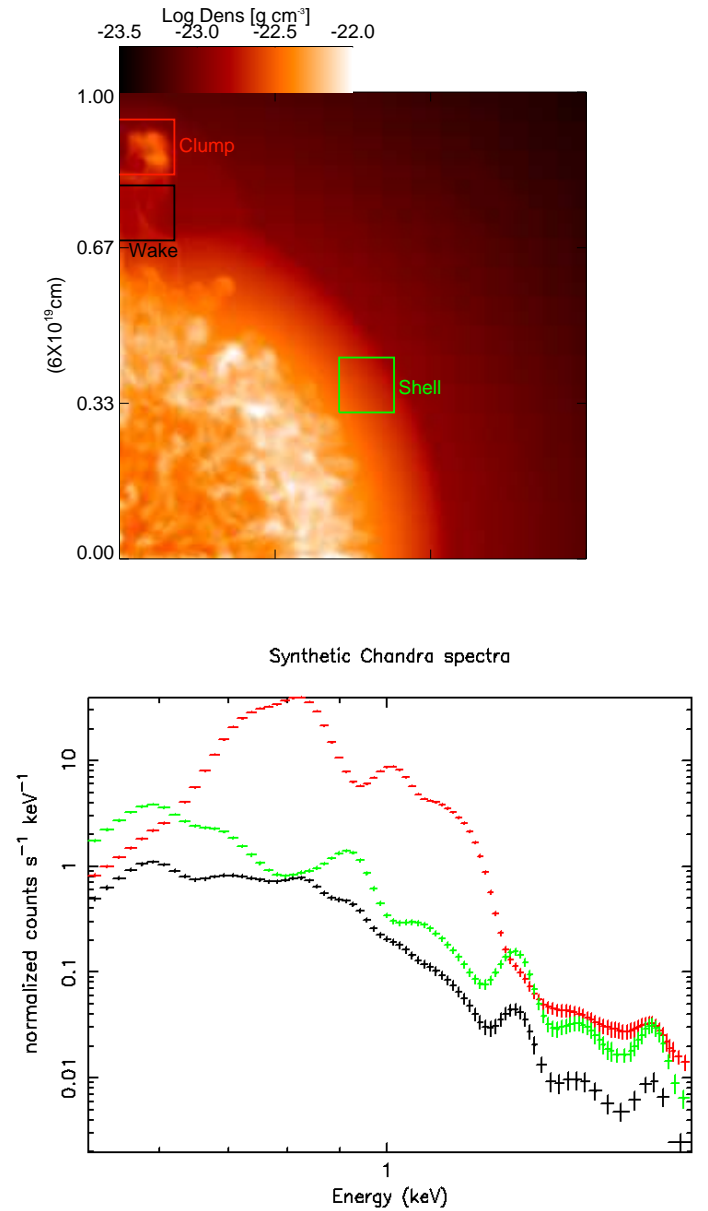 Log Dens [g cm⁻³]
-23.5 -23.0 -22.5 -22.0
1.00
Clump
0.67
Wake
(6X10¹⁹cm)
Shell
0.33
0.00
Synthetic Chandra spectra
10
1
0.1
0.01
normalized counts s⁻¹ keV⁻¹
1
Energy (keV)